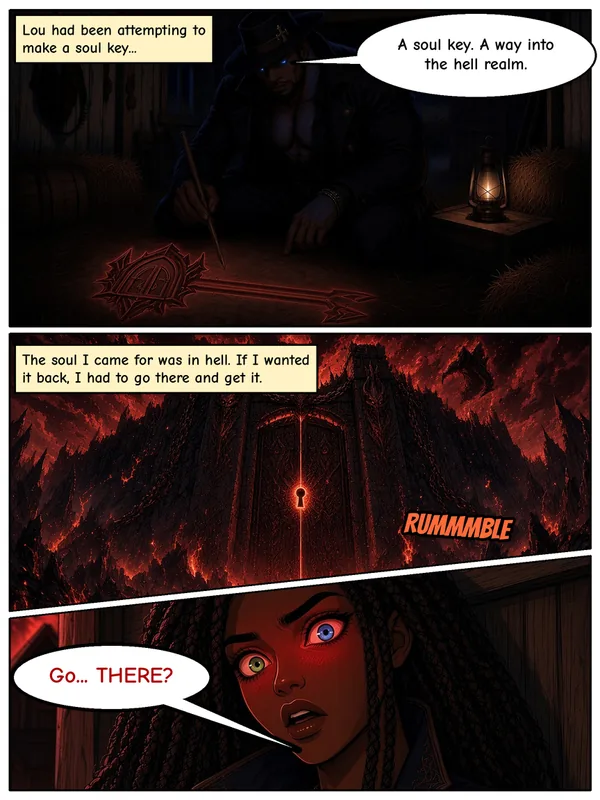 Lou had been attempting to
make a soul key...
A soul key. A way into
the hell realm.
The soul I came for was in hell. If I wanted
it back, I had to go there and get it.
RUMMMBLE
Go... THERE?